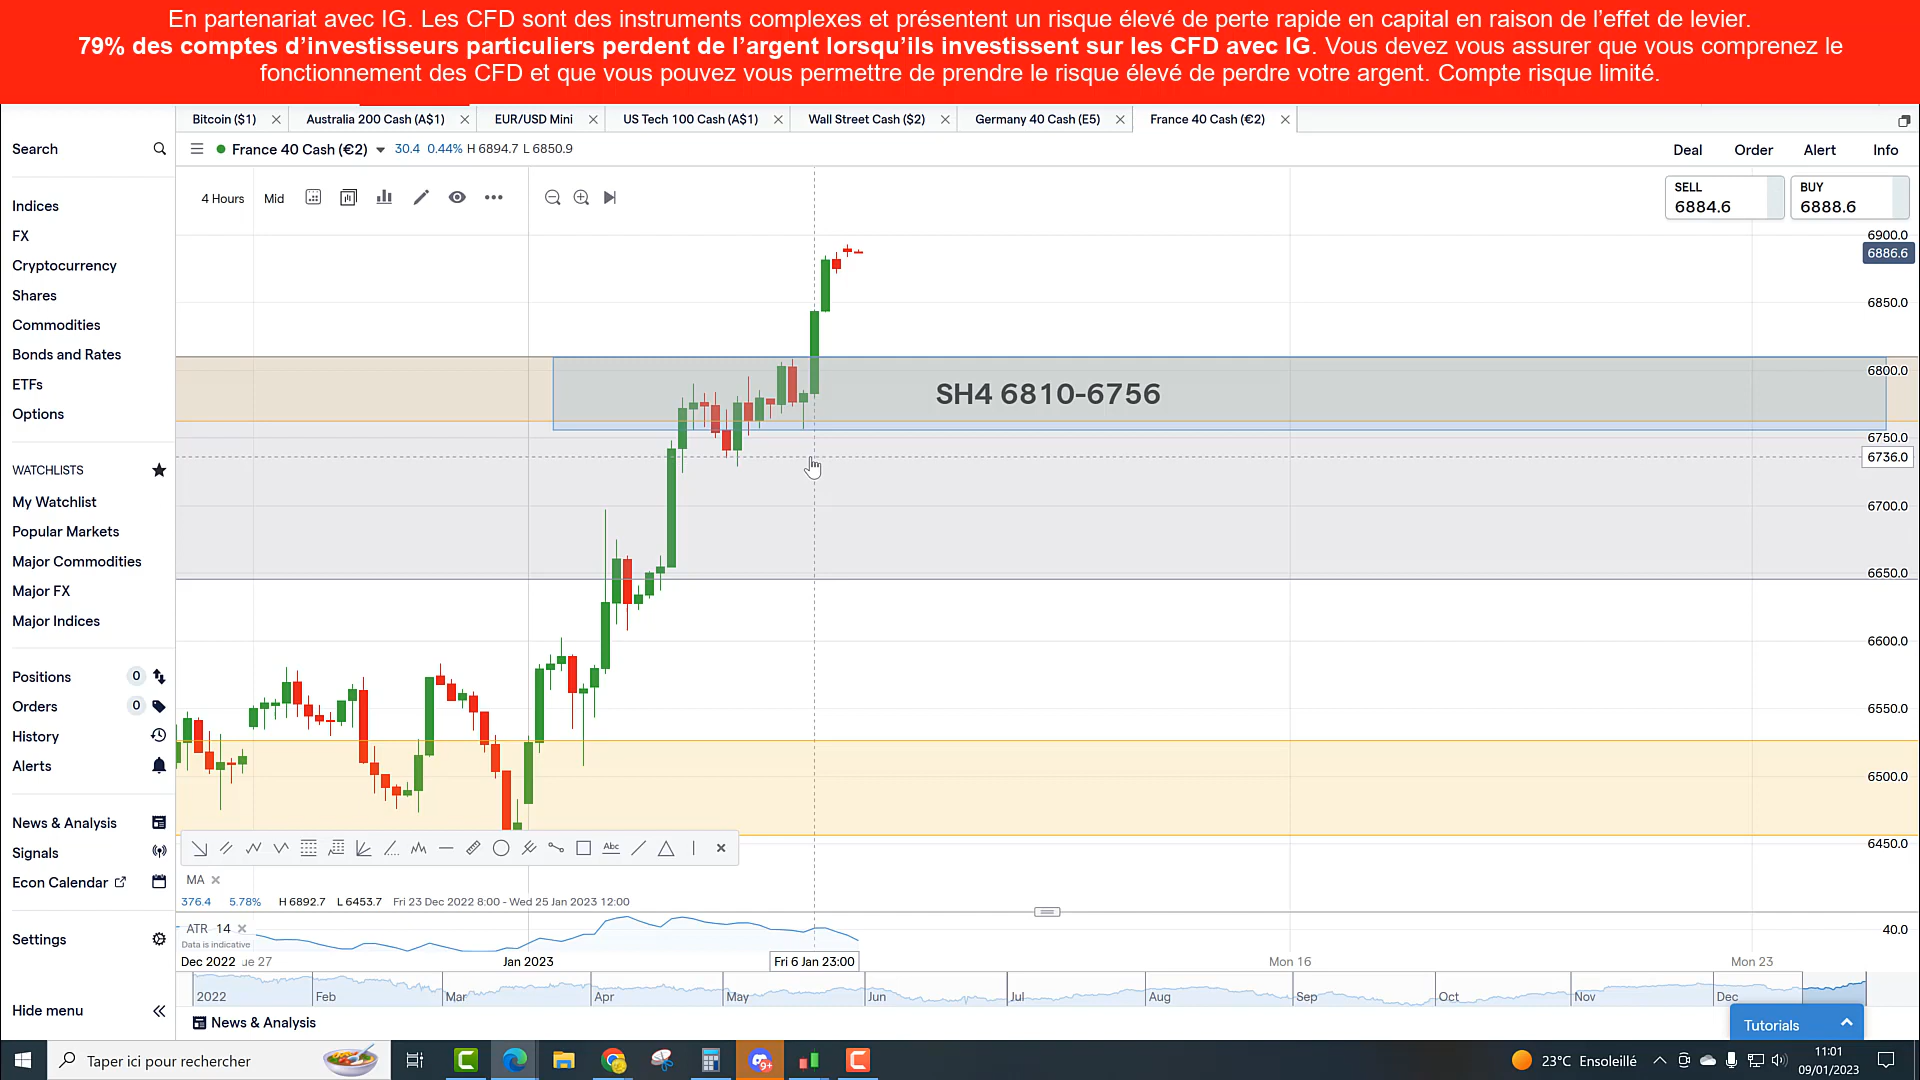 En partenariat avec IG. Les CFD sont des instruments complexes et présentent un risque élevé de perte rapide en capital en raison de l’effet de levier.
79% des comptes d’investisseurs particuliers perdent de l’argent lorsqu’ils investissent sur les CFD avec IG. Vous devez vous assurer que vous comprenez le
fonctionnement des CFD et que vous pouvez vous permettre de prendre le risque élevé de perdre votre argent. Compte risque limité.
Bitcoin ($1)
Australia 200 Cash (A$1)
EUR/USD Mini
US Tech 100 Cash (A$1)
Wall Street Cash ($2)
Germany 40 Cash (E5)
France 40 Cash (€2)
Search
France 40 Cash (€2) 30.4 0.44% H 6894.7 L 6850.9
Deal Order Alert Info
4 Hours Mid
SELL
6884.6
BUY
6888.6
Indices
FX
Cryptocurrency
Shares
Commodities
Bonds and Rates
ETFs
Options
WATCHLISTS
My Watchlist
Popular Markets
Major Commodities
Major FX
Major Indices
Positions 0
Orders 0
History
Alerts
News & Analysis
Signals
Econ Calendar
Settings
Hide menu
SH4 6810-6756
6900.0
6886.6
6850.0
6800.0
6750.0
6736.0
6700.0
6650.0
6600.0
6550.0
6500.0
6450.0
Abc
MA
376.4 5.78% H 6892.7 L 6453.7 Fri 23 Dec 2022 8:00 - Wed 25 Jan 2023 12:00
ATR 14
Data is indicative
40.0
Dec 2022 ue 27 Jan 2023 Fri 6 Jan 23:00 Mon 16 Mon 23
2022 Feb Mar Apr May Jun Jul Aug Sep Oct Nov Dec
News & Analysis
Tutorials
Taper ici pour rechercher
9+
23°C Ensoleillé
11:01
09/01/2023